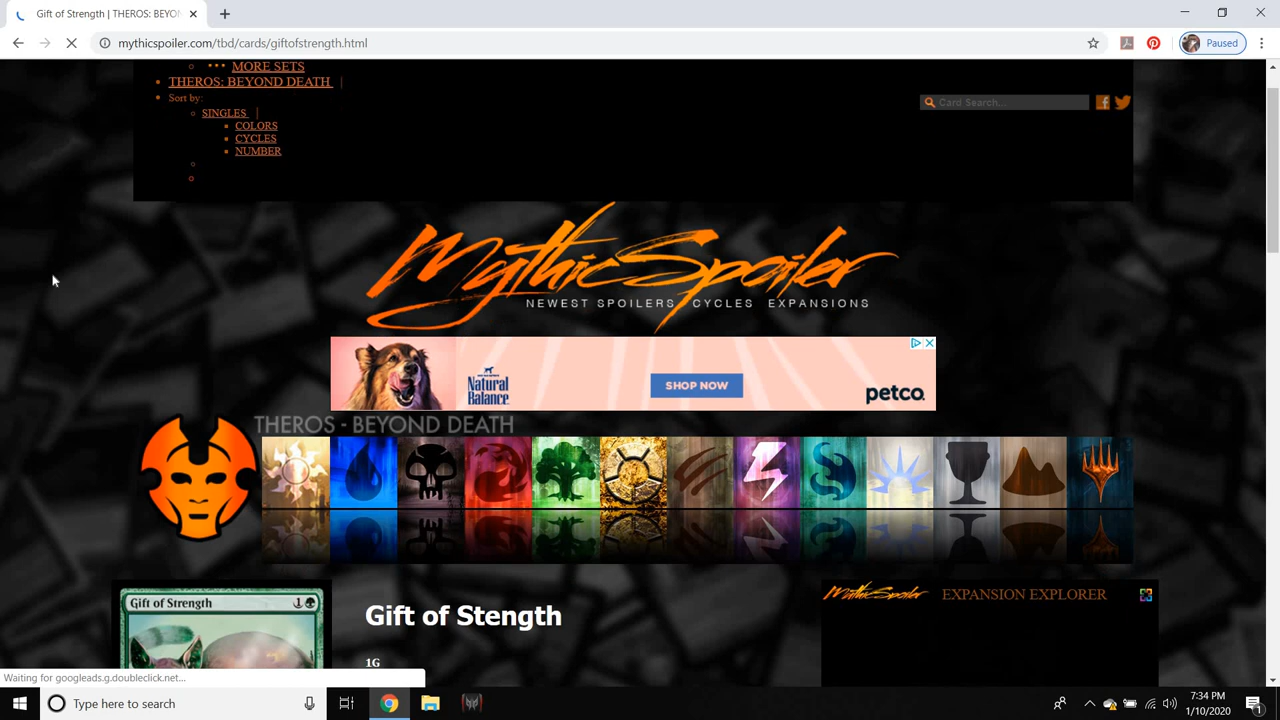 Gift of Strength | THEROS: BEYO
mythicspoiler.com/tbd/cards/giftofstrength.html
Paused
MORE SETS
THEROS: BEYOND DEATH |
Sort by:
SINGLES |
COLORS
CYCLES
NUMBER
Card Search...
MythicSpoiler
NEWEST SPOILERS CYCLES EXPANSIONS
Natural Balance
SHOP NOW
petco
THEROS - BEYOND DEATH
Gift of Strength 1
Gift of Stength
1G
MythicSpoiler EXPANSION EXPLORER
Waiting for googleads.g.doubleclick.net...
Type here to search
7:34 PM
1/10/2020
1